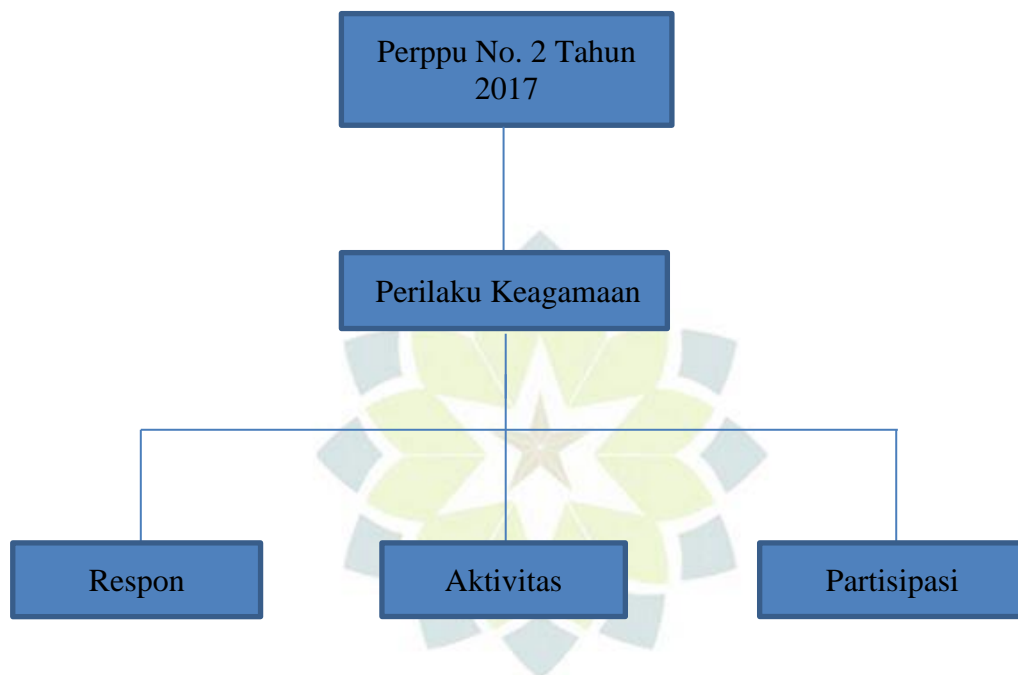 Perppu No. 2 Tahun
2017
Perilaku Keagamaan
Respon
Aktivitas
Partisipasi